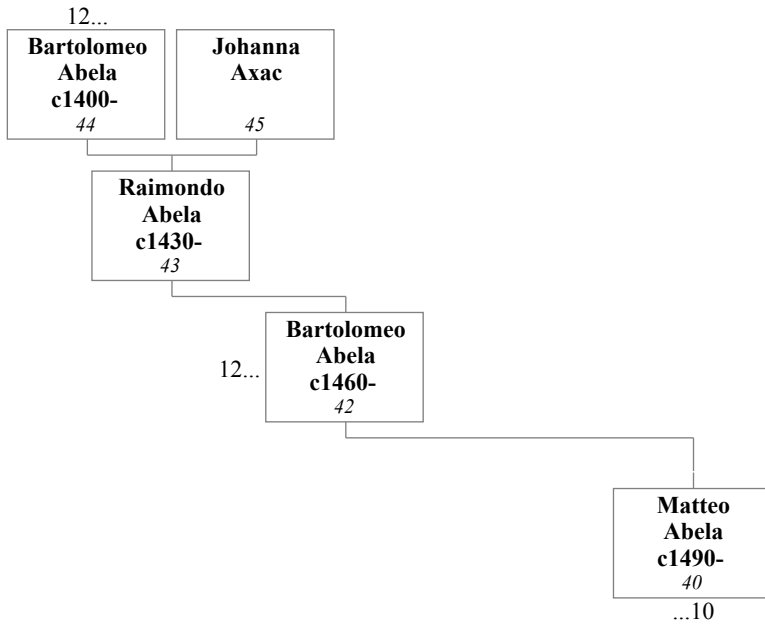 12...
Bartolomeo
Abela
c1400-
44
Johanna
Axac
45
Raimondo
Abela
c1430-
43
12...
Bartolomeo
Abela
c1460-
42
Matteo
Abela
c1490-
40
...10